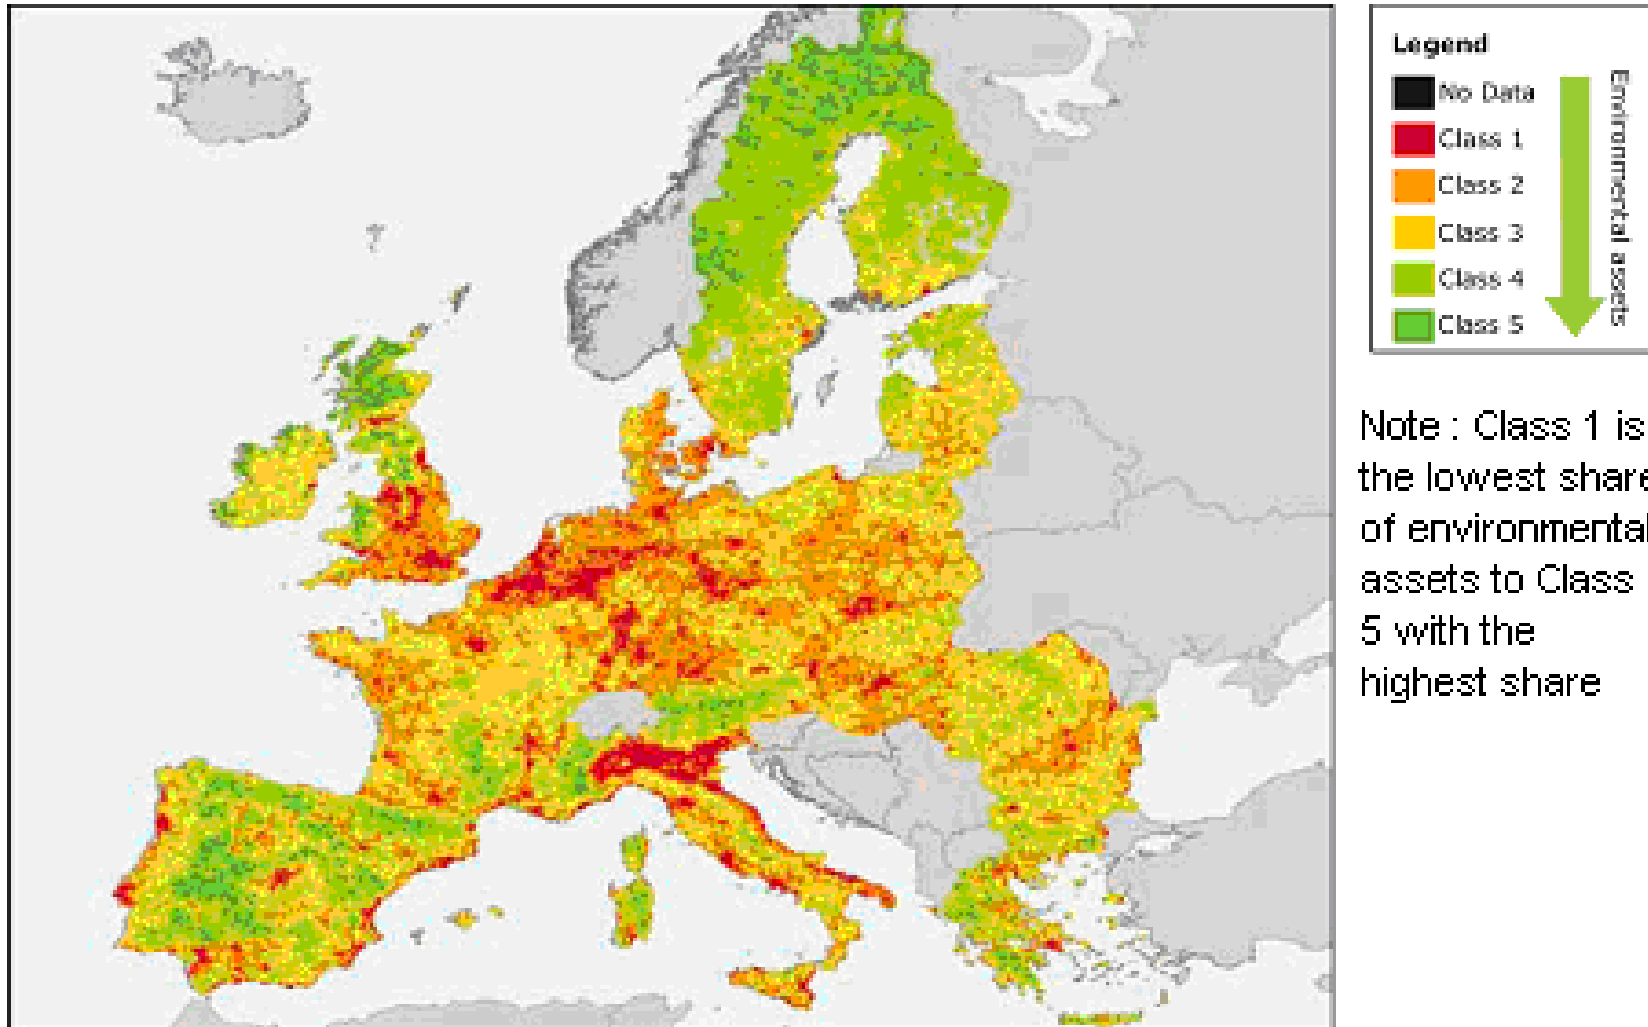 Legend
No Data
Class 1
Class 2
Class 3
Class 4
Class 5
Environmental assets
Note : Class 1 is
the lowest share
of environmental
assets to Class
5 with the
highest share